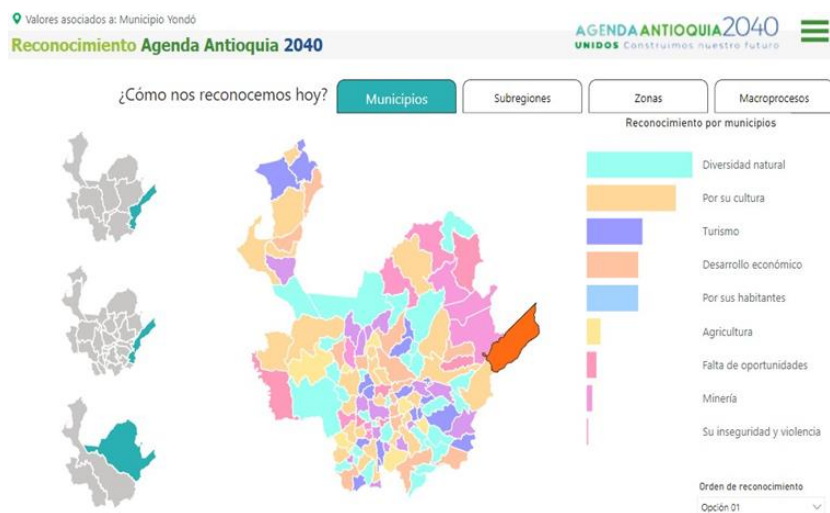 Valores asociados a: Municipio Yondó
Reconocimiento Agenda Antioquia 2040
AGENDA ANTIOQUIA 2040
UNIDOS Construimos nuestro futuro
¿Cómo nos reconocemos hoy?
Municipios
Subregiones
Zonas
Macroprocesos
Reconocimiento por municipios
Diversidad natural
Por su cultura
Turismo
Desarrollo económico
Por sus habitantes
Agricultura
Falta de oportunidades
Minería
Su inseguridad y violencia
Orden de reconocimiento
Opción 01